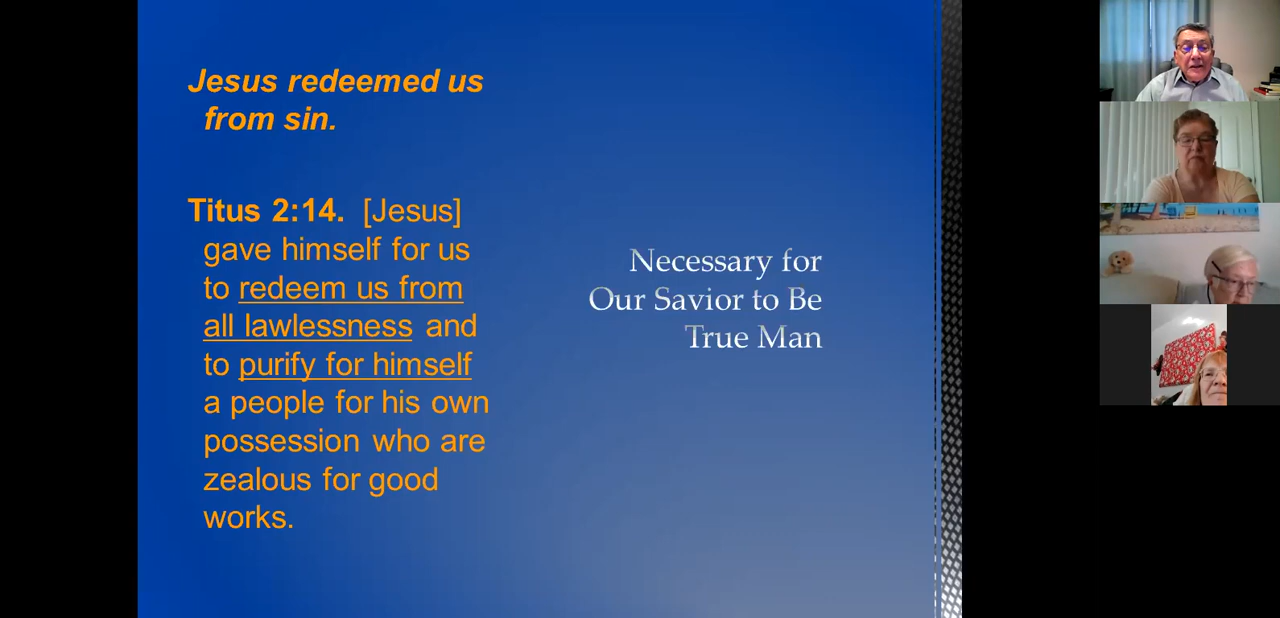 Jesus redeemed us
from sin.
Titus 2:14. [Jesus]
gave himself for us
to redeem us from
all lawlessness and
to purify for himself
a people for his own
possession who are
zealous for good
works.
Necessary for
Our Savior to Be
True Man